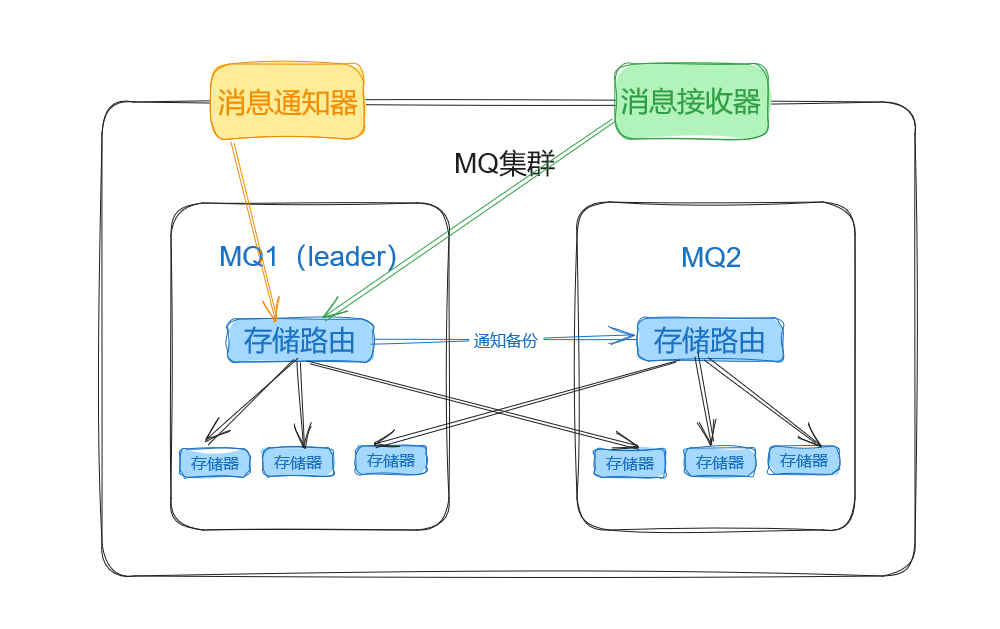 消息通知器
消息接收器
MQ集群
MQ1（leader）
MQ2
存储路由
通知备份
存储路由
存储器
存储器
存储器
存储器
存储器
存储器